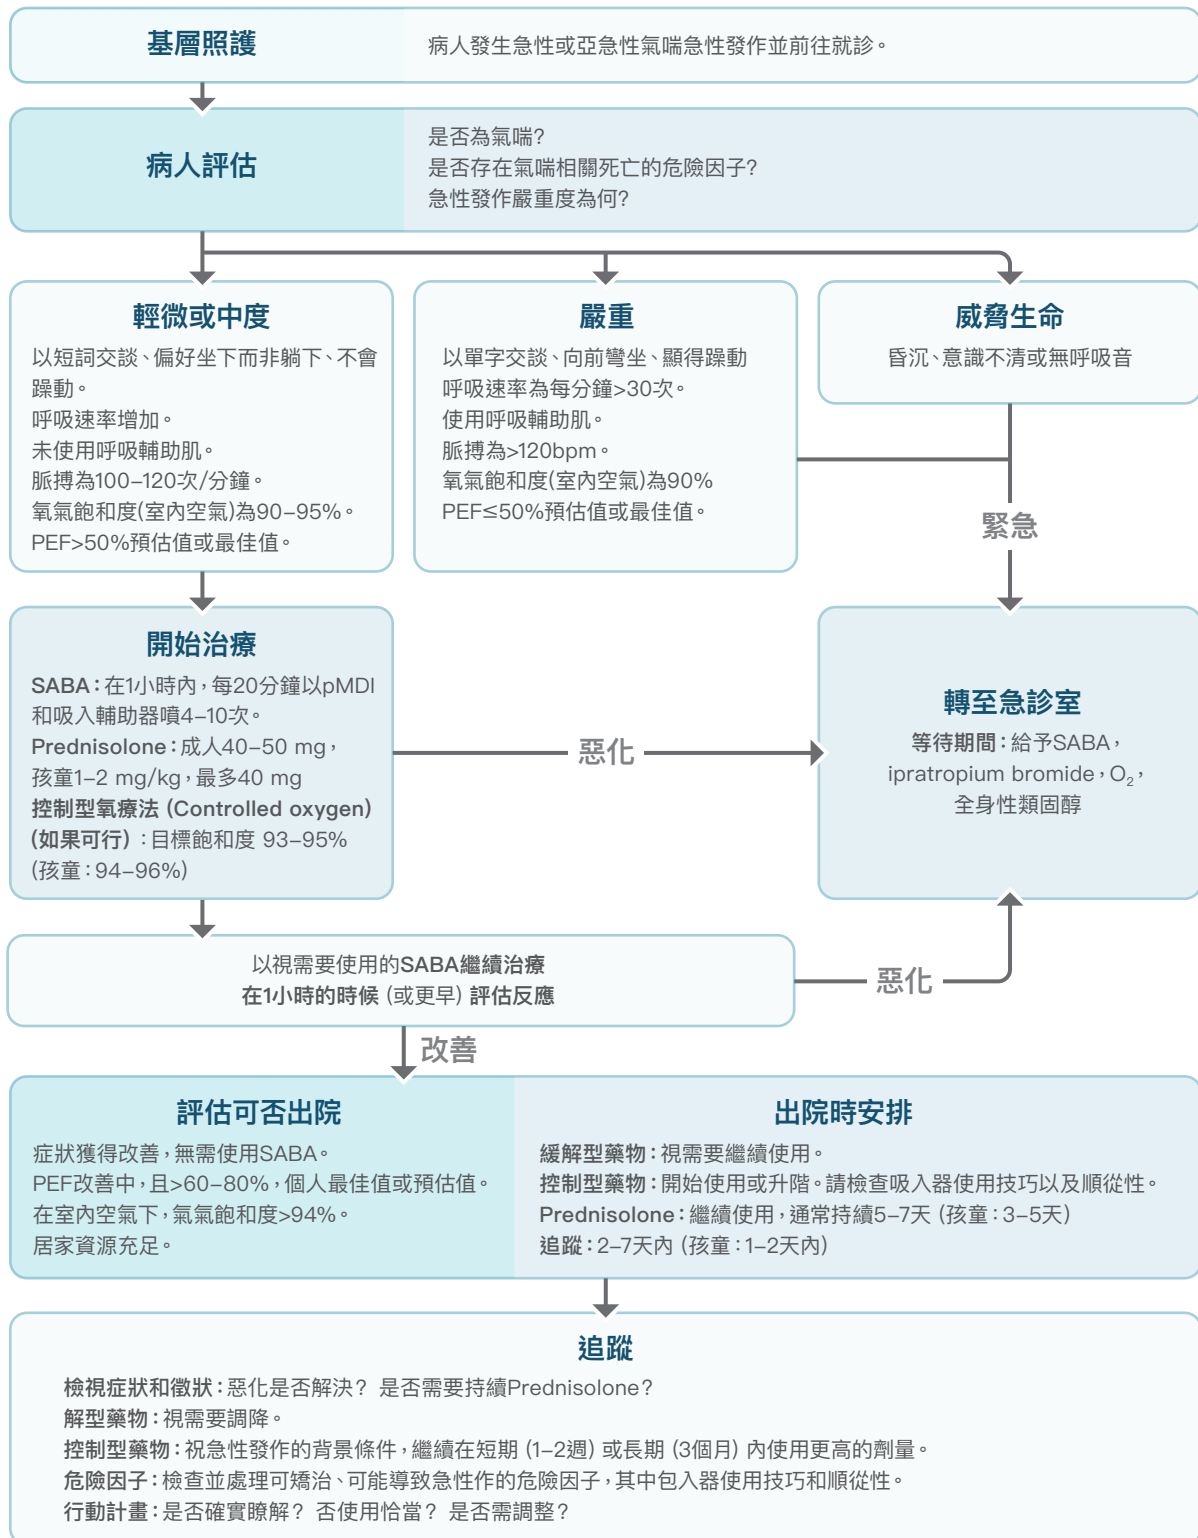 基層照護
病人發生急性或亞急性氣喘急性發作並前往就診。
病人評估
是否為氣喘?
是否存在氣喘相關死亡的危險因子?
急性發作嚴重度為何?
輕微或中度
以短詞交談、偏好坐下而非躺下、不會
躁動。
呼吸速率增加。
未使用呼吸輔助肌。
脈搏為100–120次/分鐘。
氧氣飽和度(室內空氣)為90–95%。
PEF>50%預估值或最佳值。
嚴重
以單字交談、向前彎坐、顯得躁動
呼吸速率為每分鐘>30次。
使用呼吸輔助肌。
脈搏為>120bpm。
氧氣飽和度(室內空氣)為90%
PEF≤50%預估值或最佳值。
威脅生命
昏沉、意識不清或無呼吸音
緊急
開始治療
SABA:在1小時內,每20分鐘以pMDI
和吸入輔助器噴4–10次。
Prednisolone:成人40–50 mg,
孩童1–2 mg/kg,最多40 mg
控制型氧療法 (Controlled oxygen)
(如果可行) :目標飽和度 93–95%
(孩童:94–96%)
惡化
轉至急診室
等待期間:給予SABA,
ipratropium bromide,O₂,
全身性類固醇
以視需要使用的SABA繼續治療
在1小時的時候 (或更早) 評估反應
惡化
改善
評估可否出院
症狀獲得改善,無需使用SABA。
PEF改善中,且>60–80%,個人最佳值或預估值。
在室內空氣下,氧氣飽和度>94%。
居家資源充足。
出院時安排
緩解型藥物:視需要繼續使用。
控制型藥物:開始使用或升階。請檢查吸入器使用技巧以及順從性。
Prednisolone:繼續使用,通常持續5–7天 (孩童:3–5天)
追蹤:2–7天內 (孩童:1–2天內)
追蹤
檢視症狀和徵狀:惡化是否解決? 是否需要持續Prednisolone?
解型藥物:視需要調降。
控制型藥物:祝急性發作的背景條件,繼續在短期 (1–2週) 或長期 (3個月) 內使用更高的劑量。
危險因子:檢查並處理可矯治、可能導致急性作的危險因子,其中包入器使用技巧和順從性。
行動計畫:是否確實瞭解? 否使用恰當? 是否需調整?